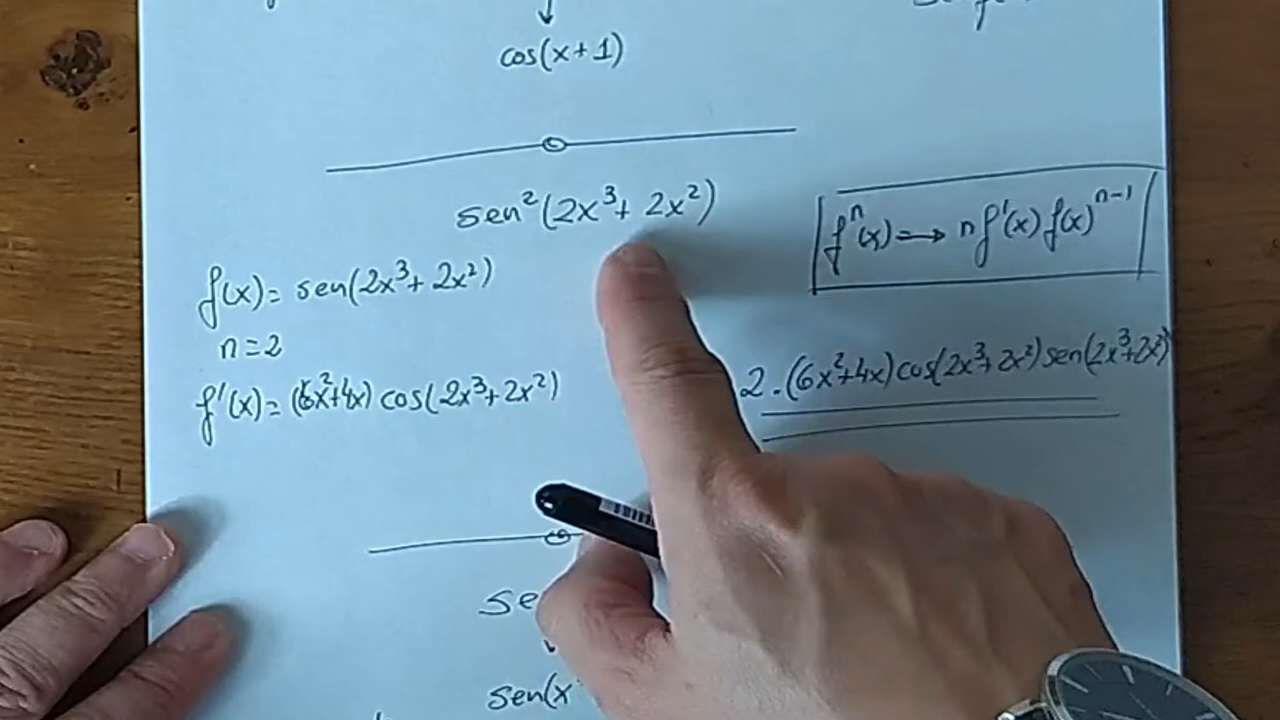 cos(x+1)
sen²(2x³+2x²)
f(x)= sen(2x³+2x²)
n=2
f'(x)= (6x²+4x) cos(2x³+2x²)
fⁿ(x) → n f'(x) f(x)ⁿ⁻¹
2·(6x²+4x)cos(2x³+2x²)sen(2x³+2x²)
sen(x